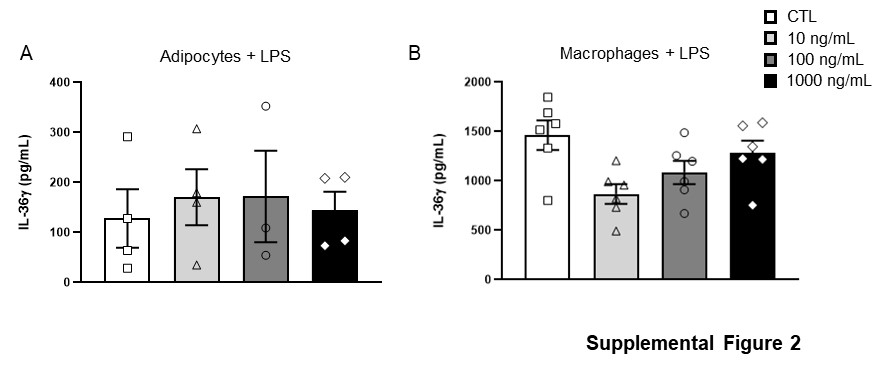 CTL
10 ng/mL
100 ng/mL
1000 ng/mL
A
Adipocytes + LPS
IL-36γ (pg/mL)
400
300
200
100
0
B
Macrophages + LPS
IL-36γ (pg/mL)
2000
1500
1000
500
0
Supplemental Figure 2